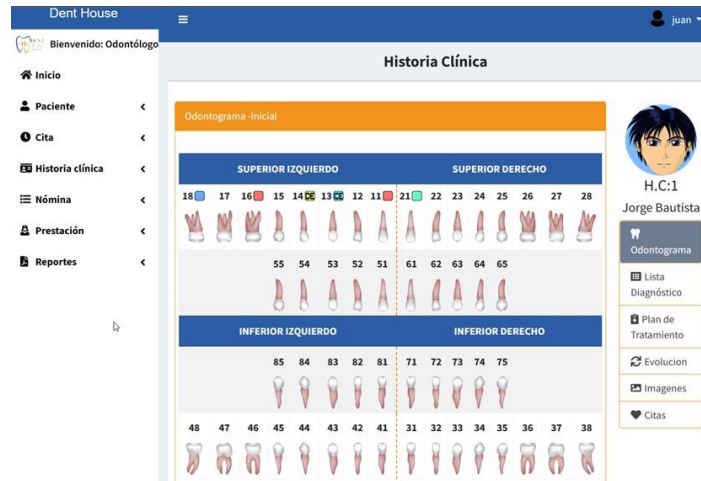 Dent House
juan
Bienvenido: Odontólogo
Inicio
Paciente
Cita
Historia clínica
Nómina
Prestación
Reportes
Historia Clínica
Odontograma -Inicial
SUPERIOR IZQUIERDO SUPERIOR DERECHO
18 17 16 15 14 13 12 11 21 22 23 24 25 26 27 28
55 54 53 52 51 61 62 63 64 65
INFERIOR IZQUIERDO INFERIOR DERECHO
85 84 83 82 81 71 72 73 74 75
48 47 46 45 44 43 42 41 31 32 33 34 35 36 37 38
H.C:1
Jorge Bautista
Odontograma
Lista
Diagnóstico
Plan de
Tratamiento
Evolucion
Imagenes
Citas